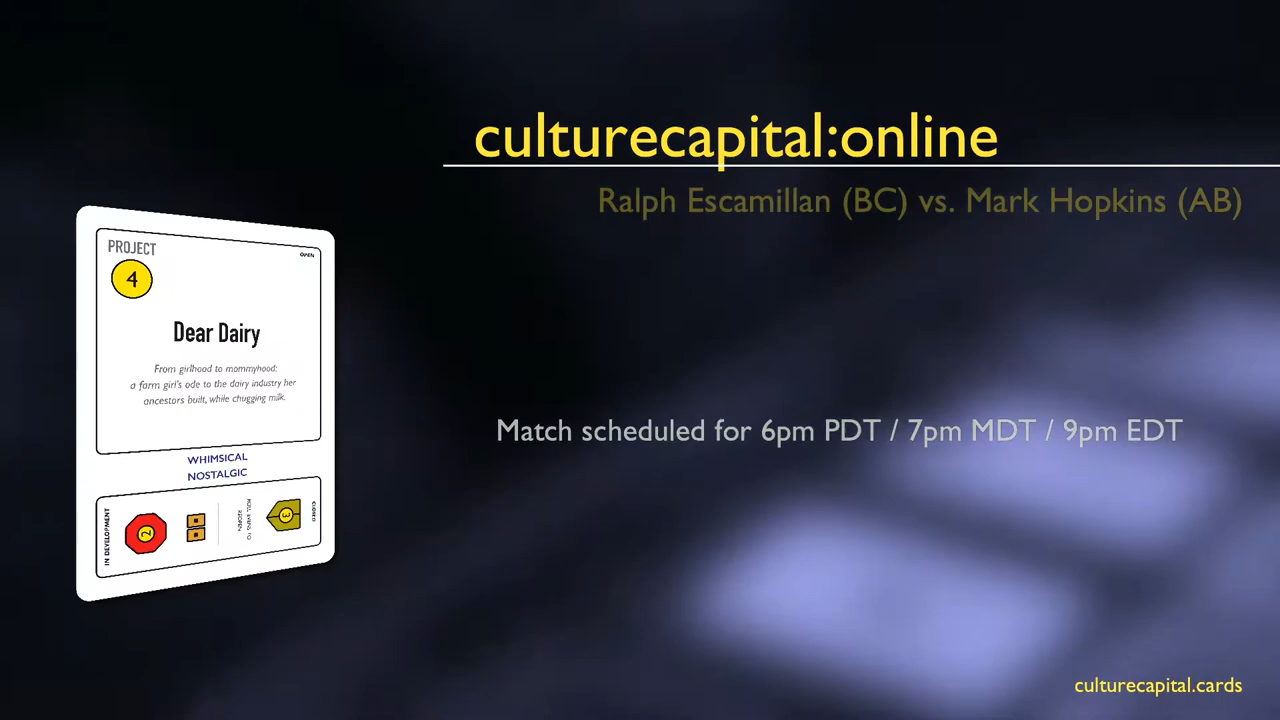 culturecapital:online
Ralph Escamillan (BC) vs. Mark Hopkins (AB)
PROJECT
OPEN
4
Dear Dairy
From girlhood to mommyhood:
a farm girl's ode to the dairy industry her
ancestors built, while chugging milk.
WHIMSICAL
NOSTALGIC
IN DEVELOPMENT
2
REOPEN
3
CLOSED
Match scheduled for 6pm PDT / 7pm MDT / 9pm EDT
culturecapital.cards